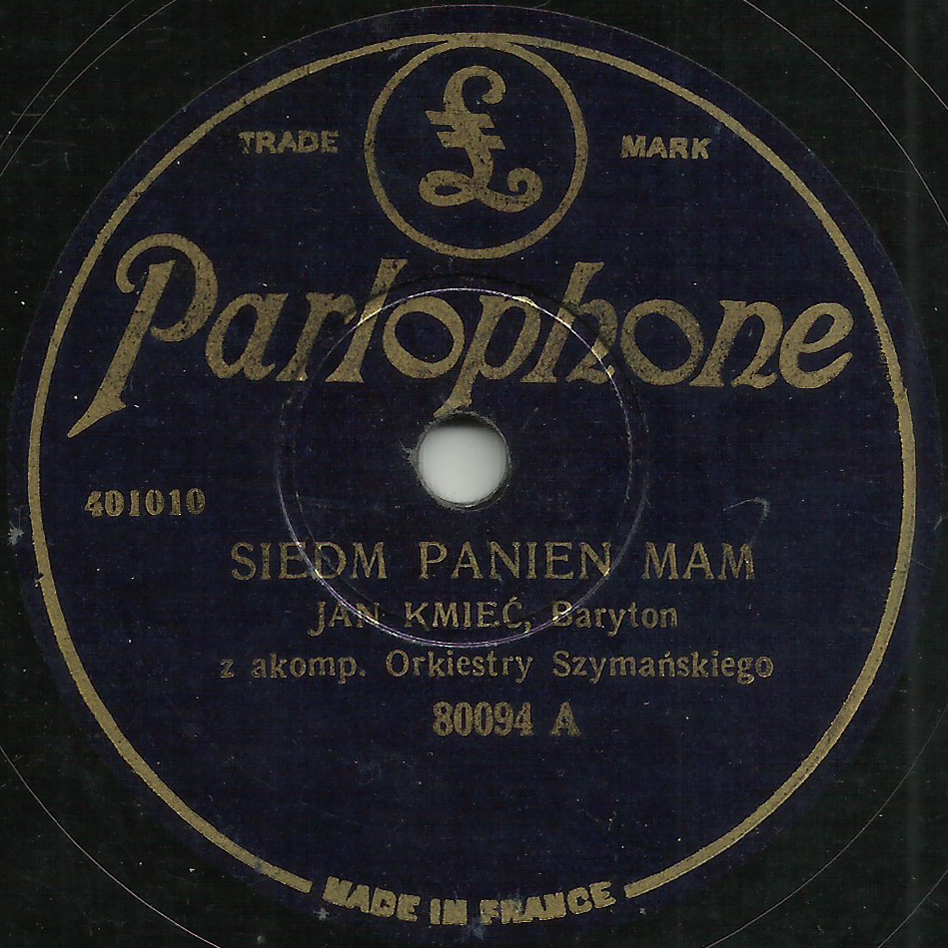 TRADE MARK
Parlophone
401010
SIEDM PANIEN MAM
JAN KMIEĆ, Baryton
z akomp. Orkiestry Szymańskiego
80094 A
MADE IN FRANCE